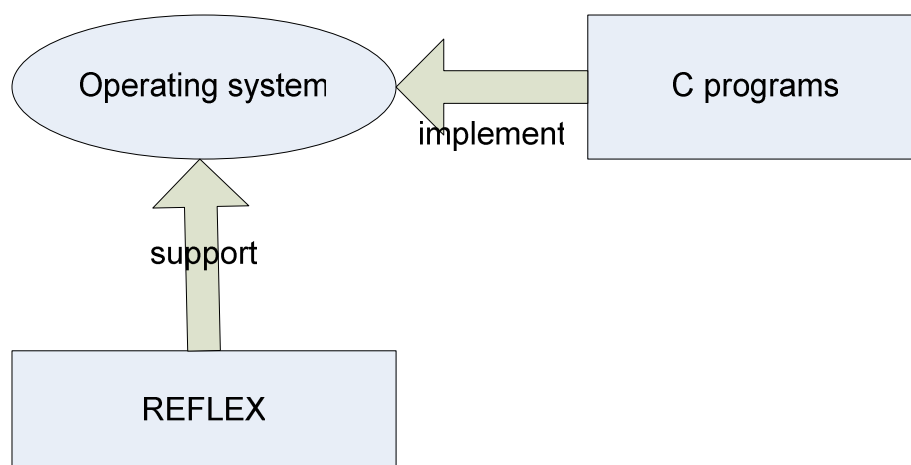 Operating system
C programs
implement
support
REFLEX